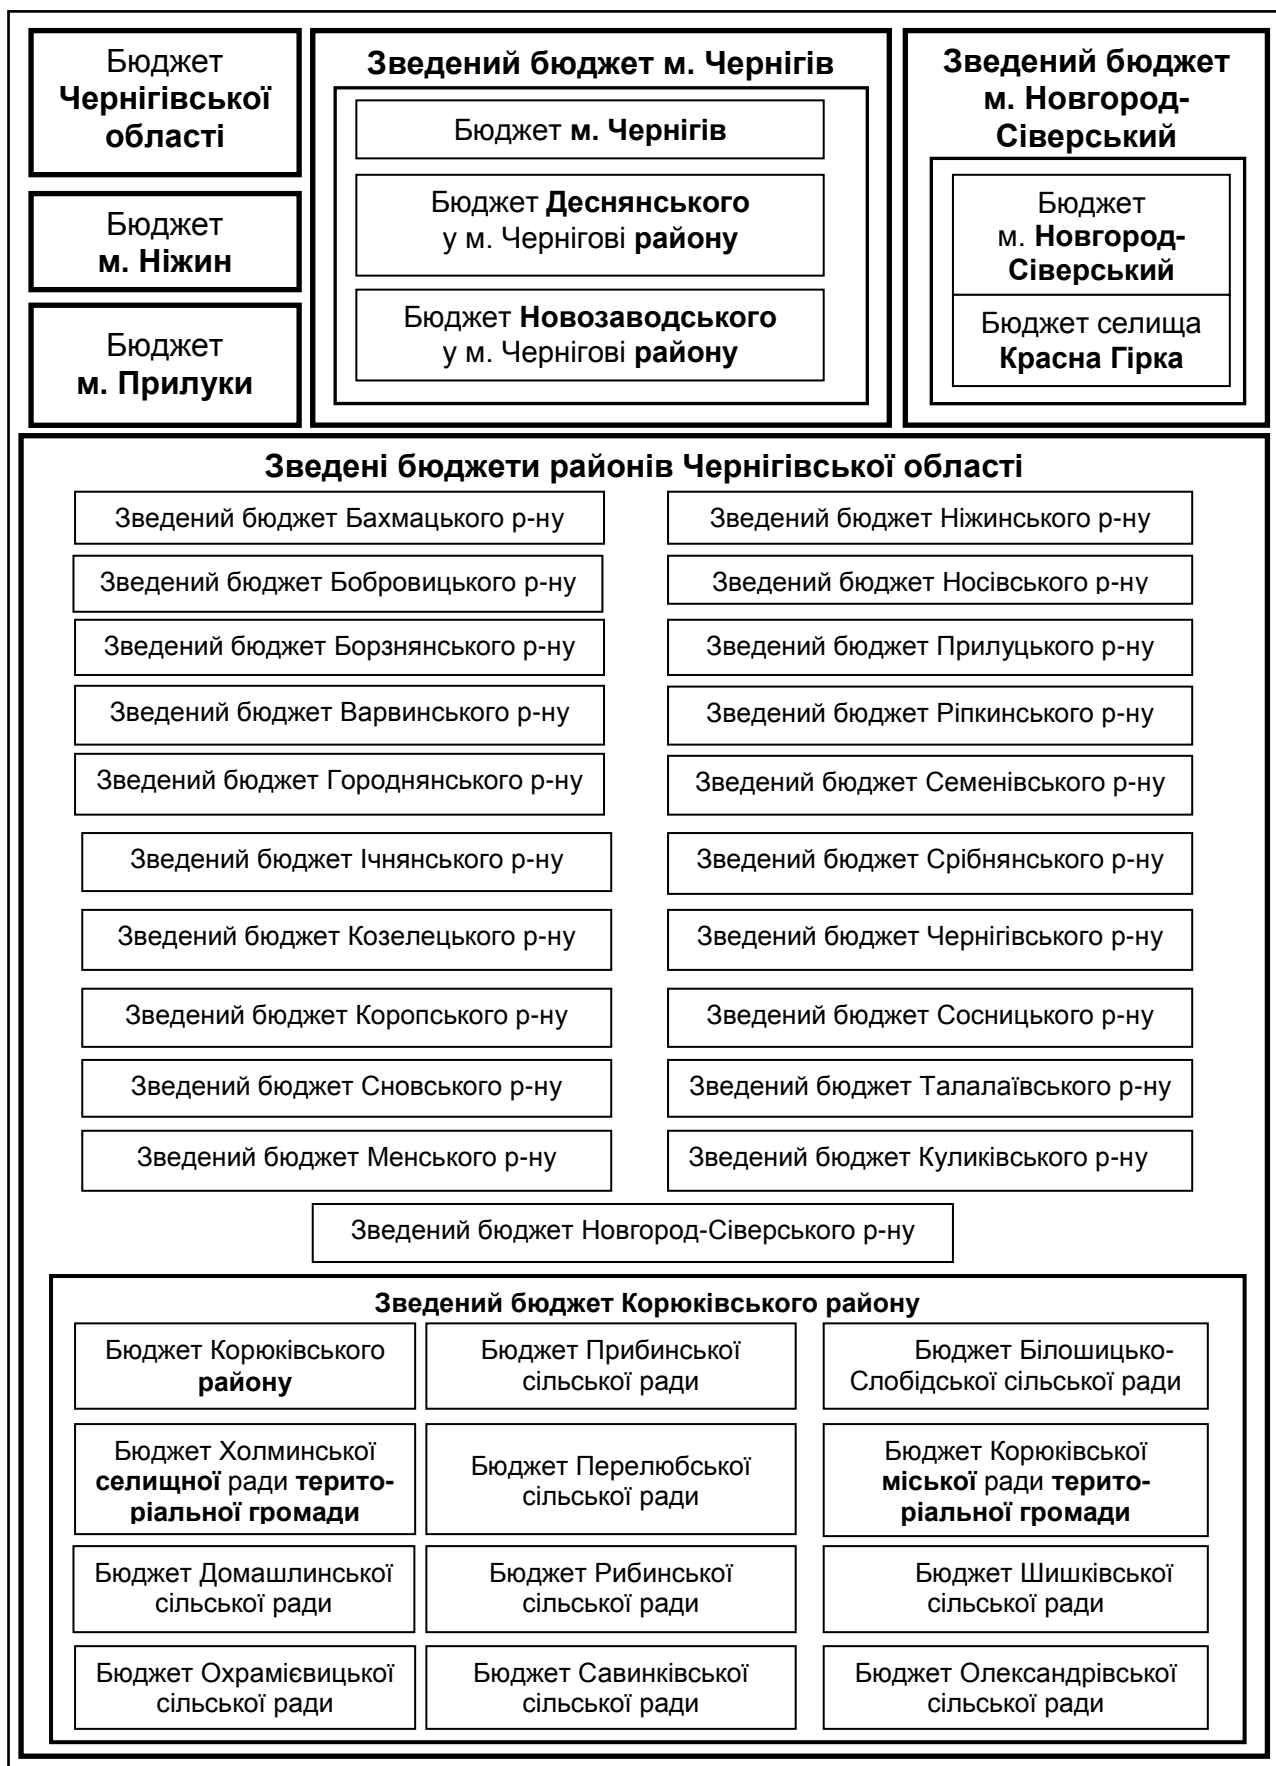 Бюджет
Чернігівської
області
Бюджет
м. Ніжин
Бюджет
м. Прилуки
Зведений бюджет м. Чернігів
Бюджет м. Чернігів
Бюджет Деснянського
у м. Чернігові району
Бюджет Новозаводського
у м. Чернігові району
Зведений бюджет
м. Новгород-
Сіверський
Бюджет
м. Новгород-
Сіверський
Бюджет селища
Красна Гірка
Зведені бюджети районів Чернігівської області
Зведений бюджет Бахмацького р-ну
Зведений бюджет Ніжинського р-ну
Зведений бюджет Бобровицького р-ну
Зведений бюджет Носівського р-ну
Зведений бюджет Борзнянського р-ну
Зведений бюджет Прилуцького р-ну
Зведений бюджет Варвинського р-ну
Зведений бюджет Ріпкинського р-ну
Зведений бюджет Городнянського р-ну
Зведений бюджет Семенівського р-ну
Зведений бюджет Ічнянського р-ну
Зведений бюджет Срібнянського р-ну
Зведений бюджет Козелецького р-ну
Зведений бюджет Чернігівського р-ну
Зведений бюджет Коропського р-ну
Зведений бюджет Сосницького р-ну
Зведений бюджет Сновського р-ну
Зведений бюджет Талалаївського р-ну
Зведений бюджет Менського р-ну
Зведений бюджет Куликівського р-ну
Зведений бюджет Новгород-Сіверського р-ну
Зведений бюджет Корюківського району
Бюджет Корюківського
району
Бюджет Прибинської
сільської ради
Бюджет Білошицько-
Слобідської сільської ради
Бюджет Холминської
селищної ради терито-
ріальної громади
Бюджет Перелюбської
сільської ради
Бюджет Корюківської
міської ради терито-
ріальної громади
Бюджет Домашлинської
сільської ради
Бюджет Рибинської
сільської ради
Бюджет Шишківської
сільської ради
Бюджет Охрамієвицької
сільської ради
Бюджет Савинківської
сільської ради
Бюджет Олександрівської
сільської ради